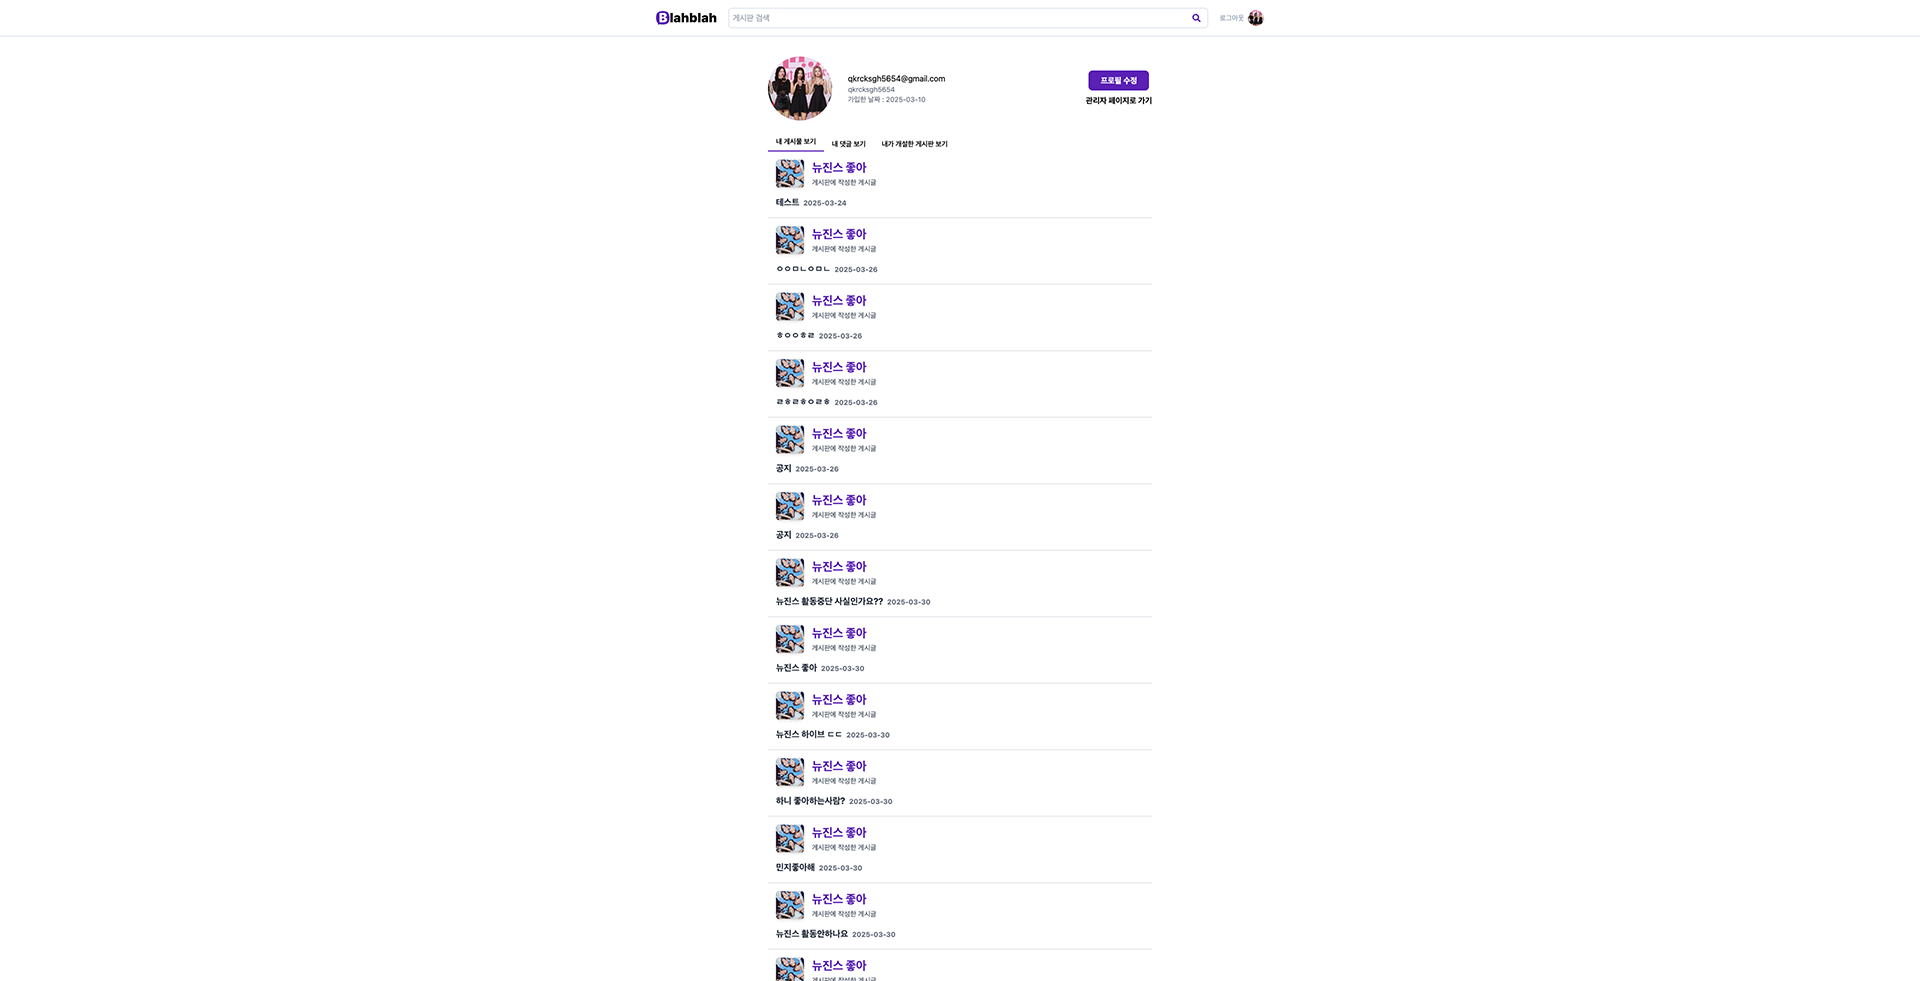 Blahblah
게시판 검색
로그아웃
qkrcksgh5654@gmail.com
qkrcksgh5654
가입한 날짜 : 2025-03-10
프로필 수정
관리자 페이지로 가기
내 게시물 보기
내 댓글 보기
내가 개설한 게시판 보기
뉴진스 좋아
게시판에 작성한 게시글
테스트 2025-03-24
뉴진스 좋아
게시판에 작성한 게시글
ㅇㅇㅁㄴㅇㅁㄴ 2025-03-26
뉴진스 좋아
게시판에 작성한 게시글
ㅎㅇㅇㅎㄹ 2025-03-26
뉴진스 좋아
게시판에 작성한 게시글
ㄹㅎㄹㅎㅇㄹㅎ 2025-03-26
뉴진스 좋아
게시판에 작성한 게시글
공지 2025-03-26
뉴진스 좋아
게시판에 작성한 게시글
공지 2025-03-26
뉴진스 좋아
게시판에 작성한 게시글
뉴진스 활동중단 사실인가요?? 2025-03-30
뉴진스 좋아
게시판에 작성한 게시글
뉴진스 좋아 2025-03-30
뉴진스 좋아
게시판에 작성한 게시글
뉴진스 하이브 ㄷㄷ 2025-03-30
뉴진스 좋아
게시판에 작성한 게시글
하니 좋아하는사람? 2025-03-30
뉴진스 좋아
게시판에 작성한 게시글
민지좋아해 2025-03-30
뉴진스 좋아
게시판에 작성한 게시글
뉴진스 활동안하나요 2025-03-30
뉴진스 좋아
게시판에 작성한 게시글